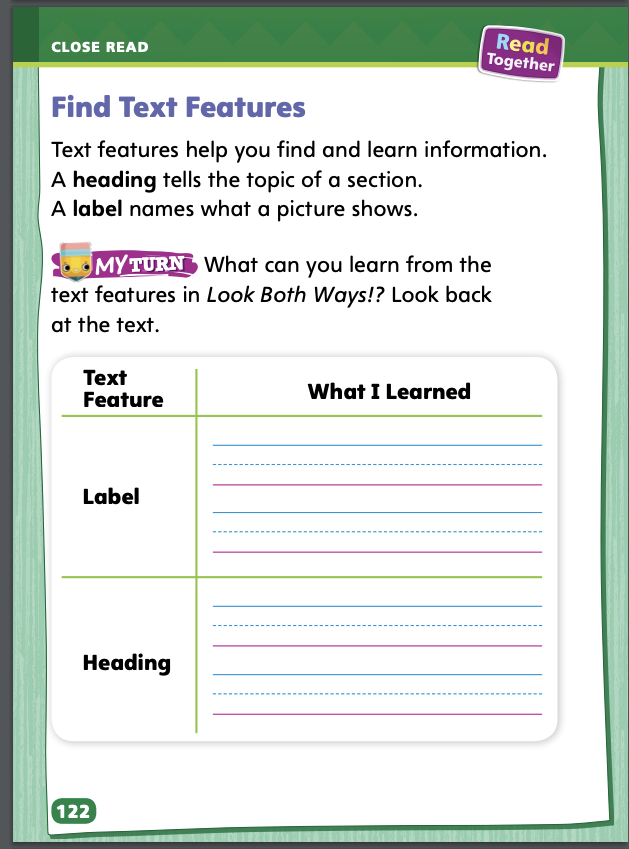 CLOSE READ
Read
Together
Find Text Features
Text features help you find and learn information.
A heading tells the topic of a section.
A label names what a picture shows.
MY TURN What can you learn from the
text features in Look Both Ways!? Look back
at the text.
Text
Feature
What I Learned
Label
Heading
122